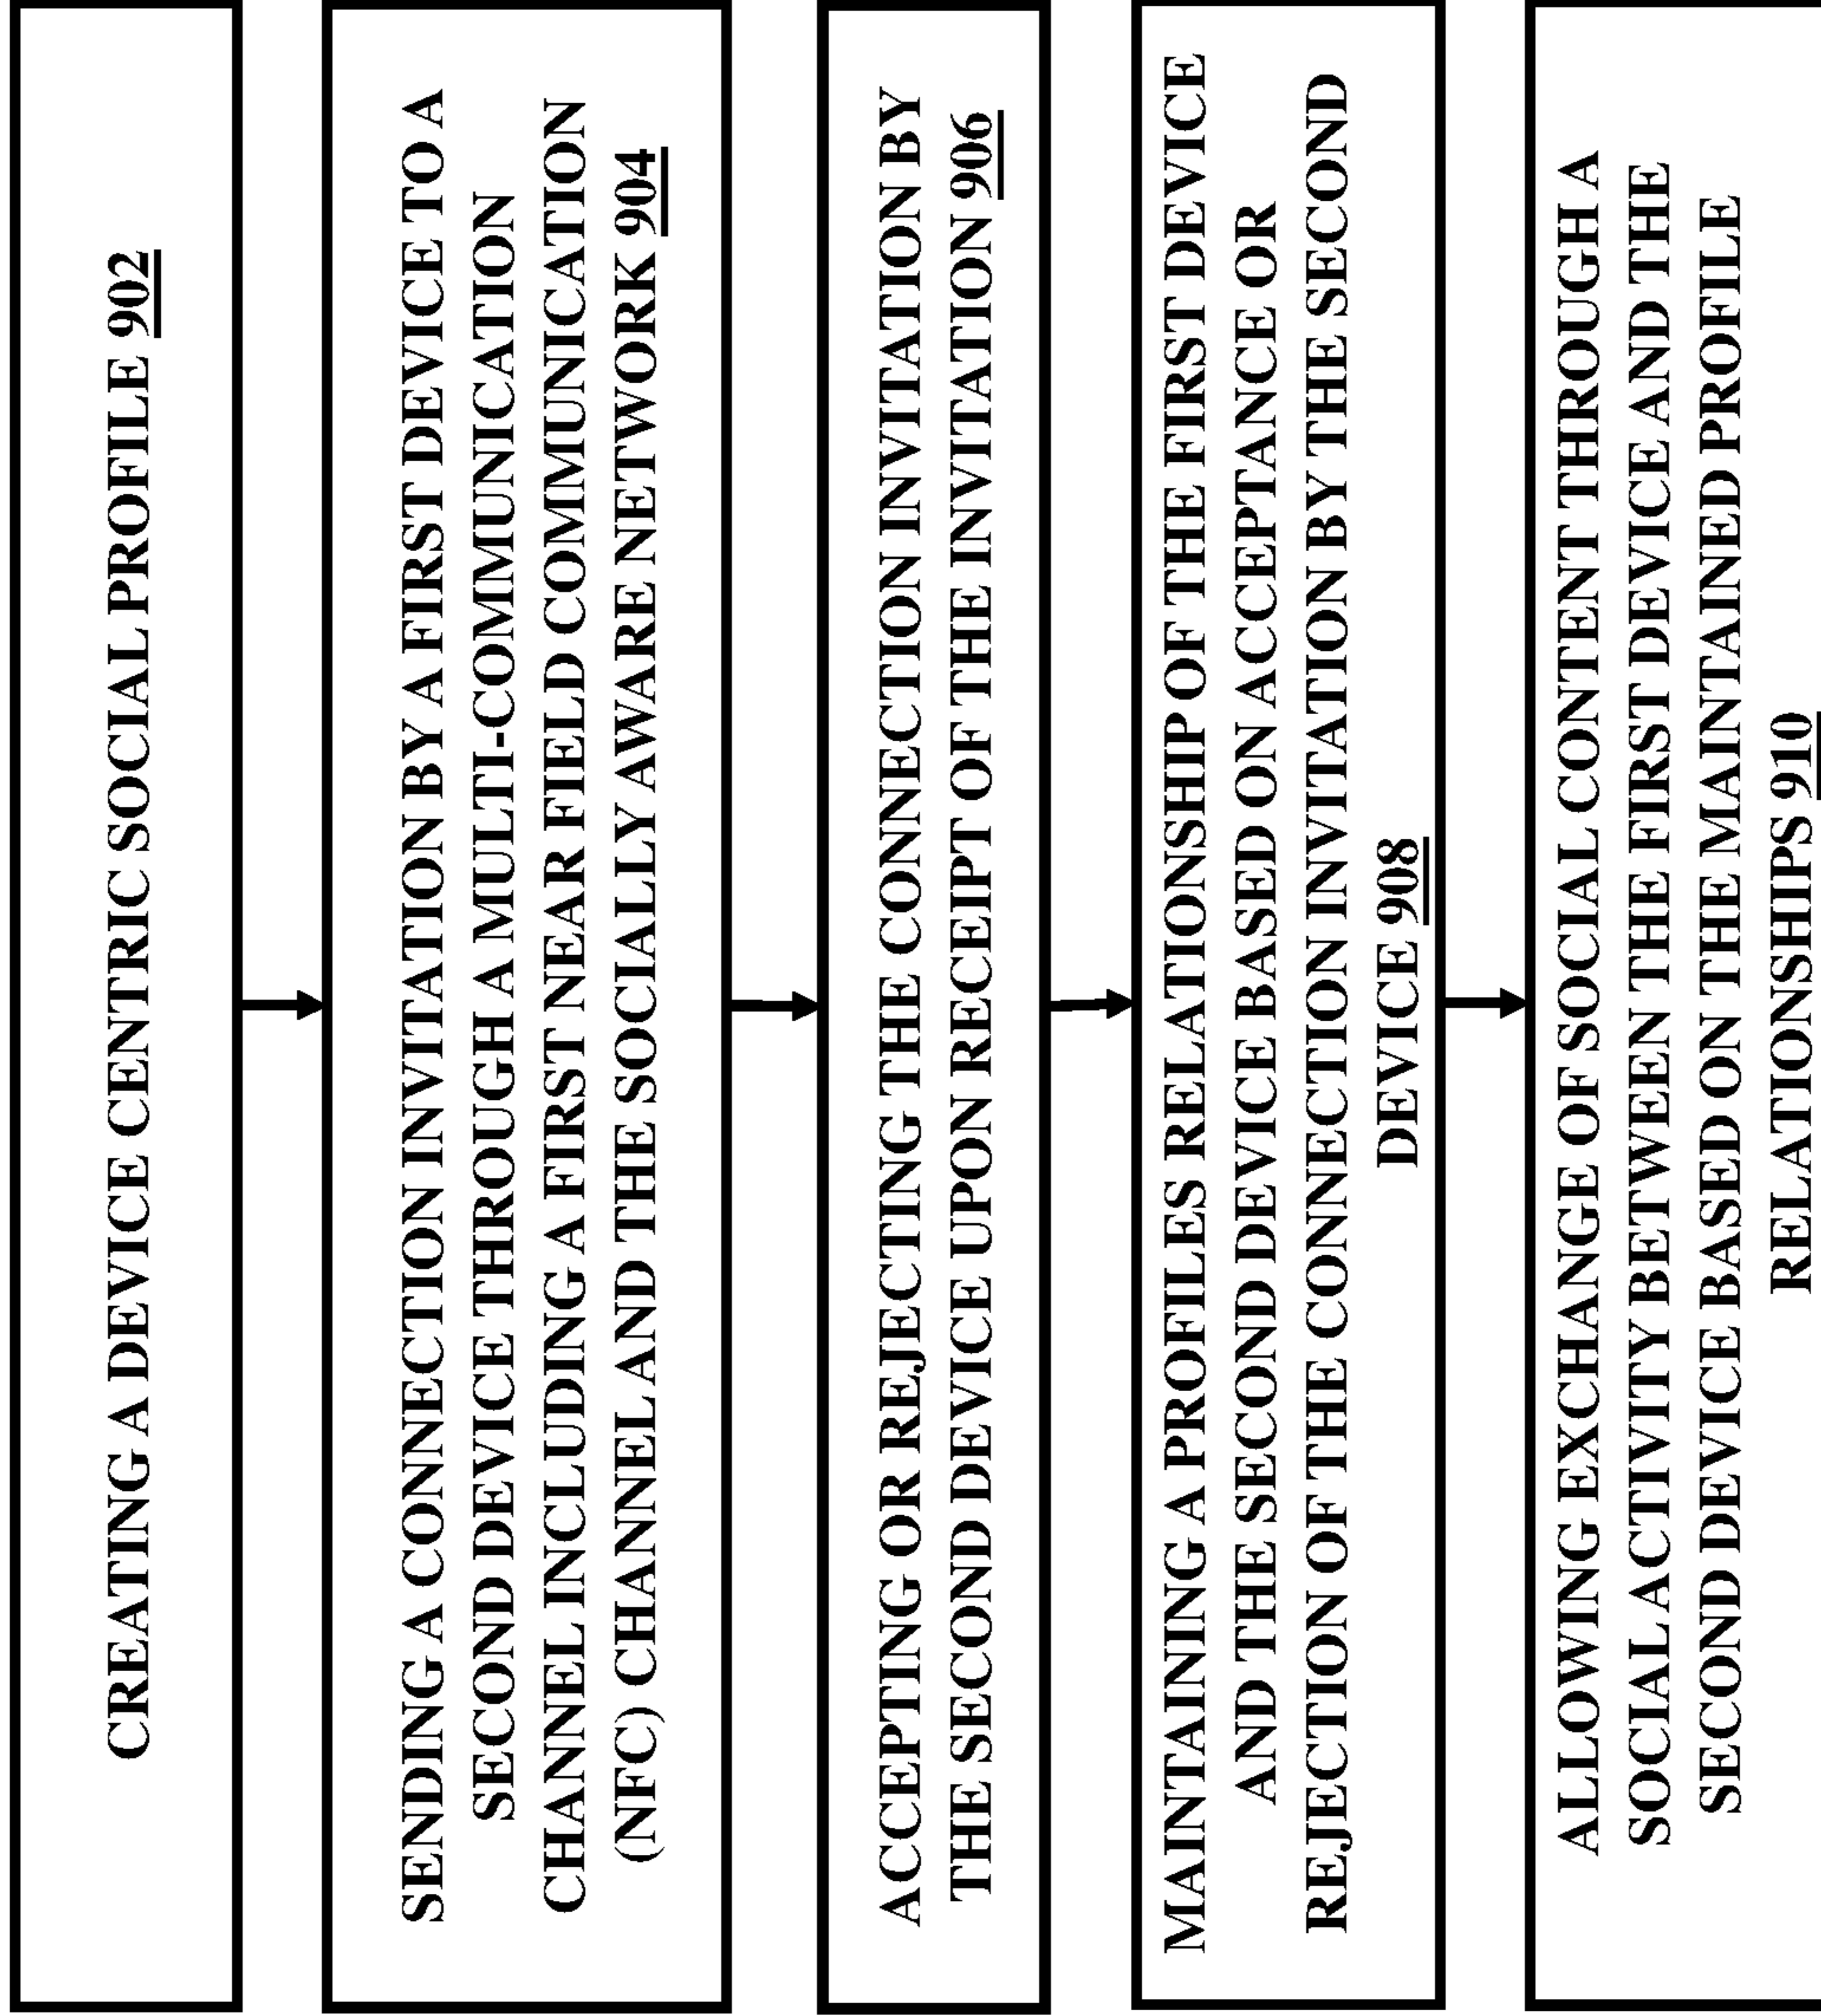 CREATING A DEVICE CENTRIC SOCIAL PROFILE 902
SENDING A CONNECTION INVITATION BY A FIRST DEVICE TO A
SECOND DEVICE THROUGH A MULTI-COMMUNICATION
CHANNEL INCLUDING A FIRST NEAR FIELD COMMUNICATION
(NFC) CHANNEL AND THE SOCIALLY AWARE NETWORK 904
ACCEPTING OR REJECTING THE CONNECTION INVITATION BY
THE SECOND DEVICE UPON RECEIPT OF THE INVITATION 906
MAINTAINING A PROFILES RELATIONSHIP OF THE FIRST DEVICE
AND THE SECOND DEVICE BASED ON ACCEPTANCE OR
REJECTION OF THE CONNECTION INVITATION BY THE SECOND
DEVICE 908
ALLOWING EXCHANGE OF SOCIAL CONTENT THROUGH A
SOCIAL ACTIVITY BETWEEN THE FIRST DEVICE AND THE
SECOND DEVICE BASED ON THE MAINTAINED PROFILE
RELATIONSHIPS 910